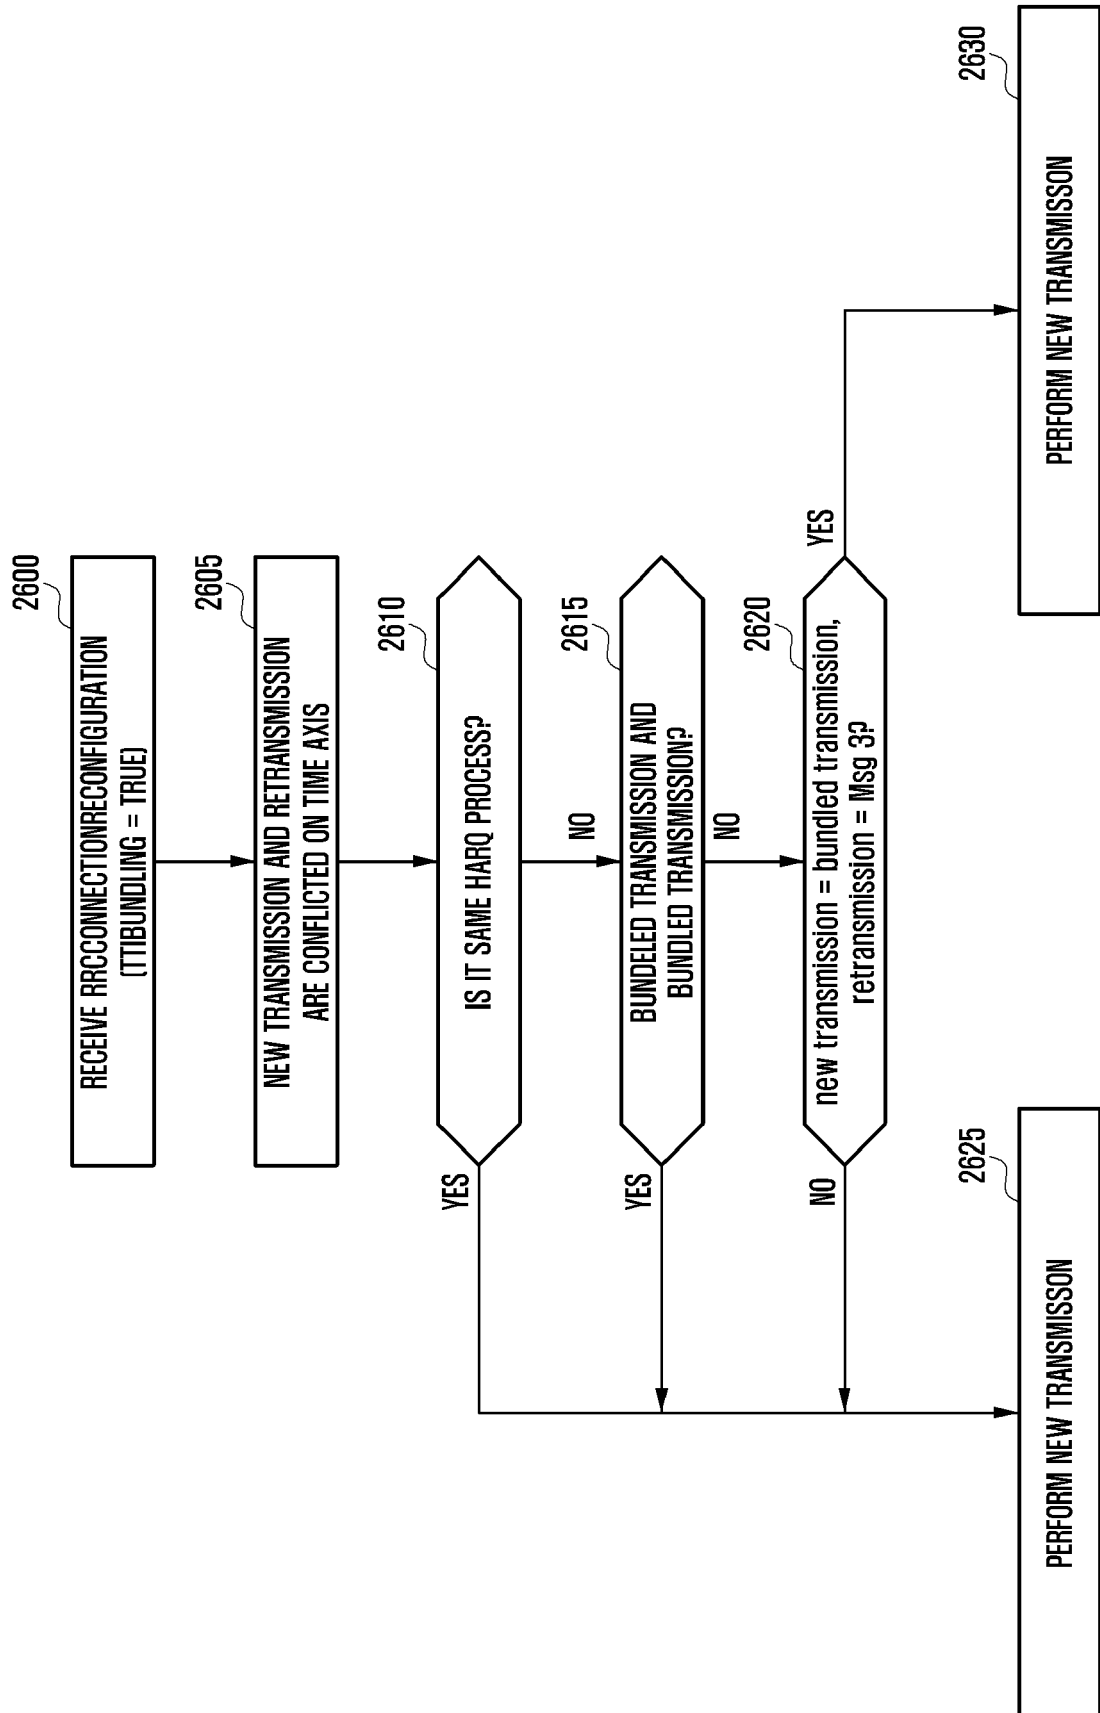 2600
RECEIVE RRCCONNECTIONRECONFIGURATION
(TTIBUNDLING = TRUE)
2605
NEW TRANSMISSION AND RETRANSMISSION
ARE CONFLICTED ON TIME AXIS
2610
IS IT SAME HARQ PROCESS?
YES
NO
2615
BUNDELED TRANSMISSION AND
BUNDLED TRANSMISSION?
YES
NO
2620
new transmission = bundled transmission,
retransmission = Msg 3?
NO
YES
2625
PERFORM NEW TRANSMISSON
2630
PERFORM NEW TRANSMISSON